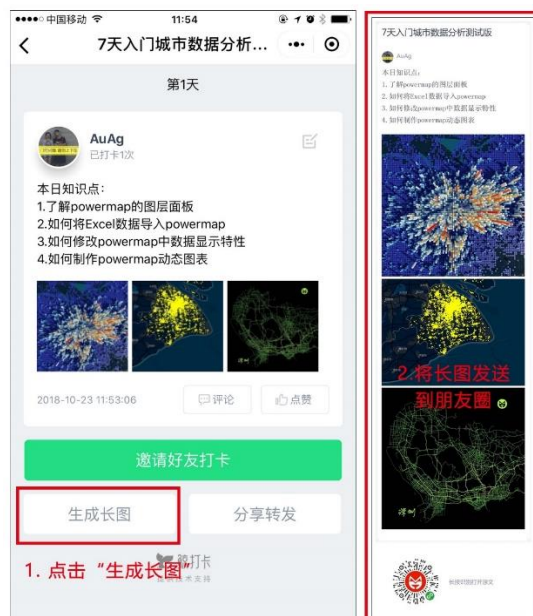 中国移动
11:54
7天入门城市数据分析...
第1天
AuAg
已打卡1次
本日知识点：
1.了解powermap的图层面板
2.如何将Excel数据导入powermap
3.如何修改powermap中数据显示特性
4.如何制作powermap动态图表
2018-10-23 11:53:06
评论
点赞
邀请好友打卡
生成长图
分享转发
1. 点击“生成长图”
打卡
技术支持
7天入门城市数据分析测试版
AuAg
本日知识点:
1. 了解powermap的图层面板
2. 如何将Excel数据导入powermap
3. 如何修改powermap中数据显示特性
4. 如何制作powermap动态图表
2.将长图发送
到朋友圈
深圳